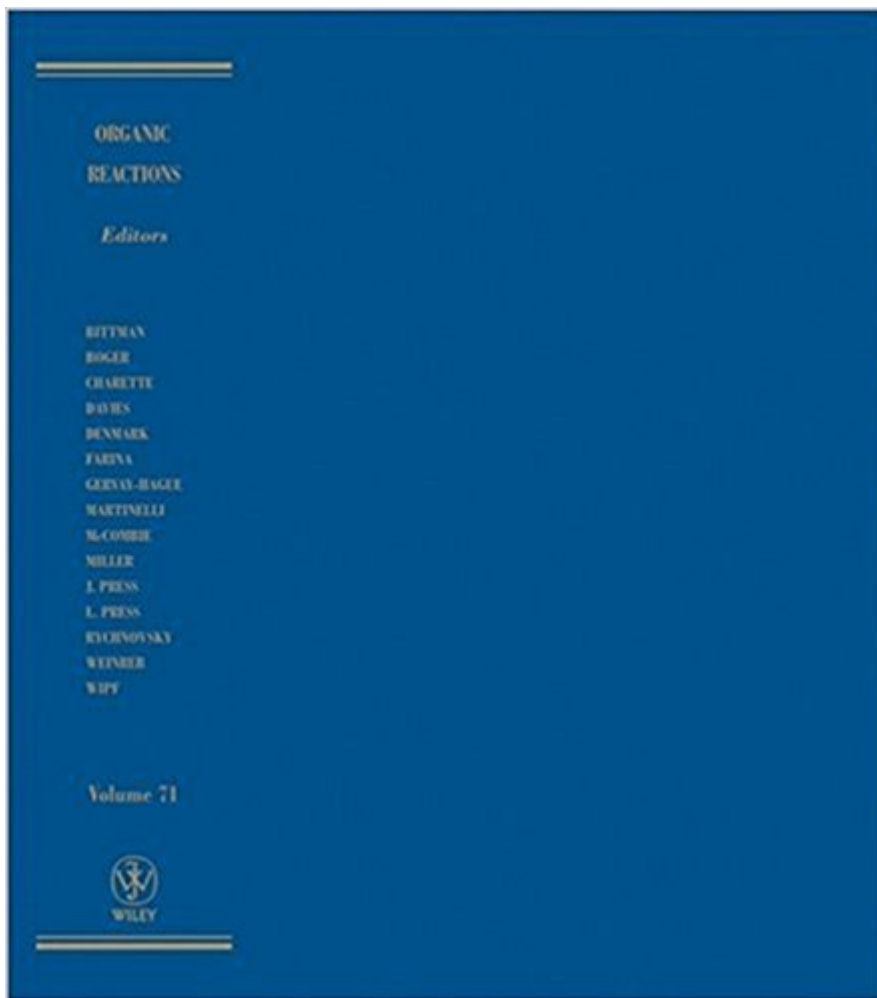 ORGANIC
REACTIONS
Editors
BITTMAN
BOGER
CHARETTE
DAVIES
DENMARK
FARINA
GERVAY-HAGUE
MARTINELLI
McCOMBIE
MILLER
J. PRESS
L. PRESS
RYCHNOVSKY
WEINREB
WIPF
Volume 71
WILEY